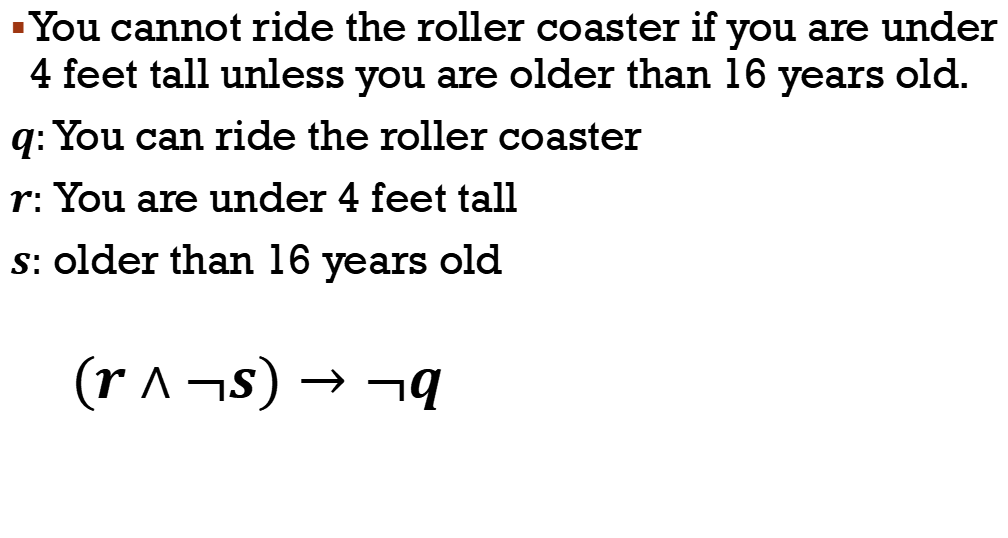 ▪You cannot ride the roller coaster if you are under
4 feet tall unless you are older than 16 years old.
q: You can ride the roller coaster
r: You are under 4 feet tall
s: older than 16 years old
(r ∧ ¬s) → ¬q